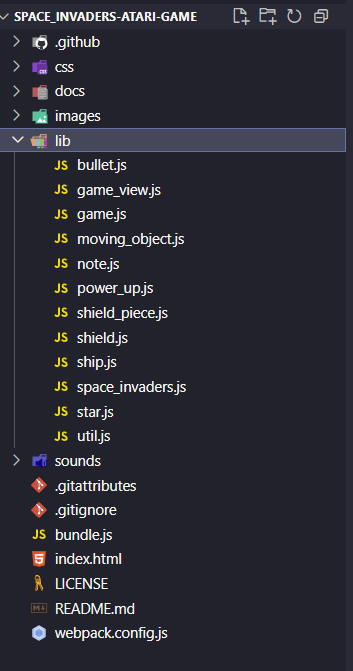 SPACE_INVADERS-ATARI-GAME
.github
css
docs
images
lib
JS bullet.js
JS game_view.js
JS game.js
JS moving_object.js
JS note.js
JS power_up.js
JS shield_piece.js
JS shield.js
JS ship.js
JS space_invaders.js
JS star.js
JS util.js
sounds
.gitattributes
.gitignore
JS bundle.js
index.html
LICENSE
README.md
webpack.config.js